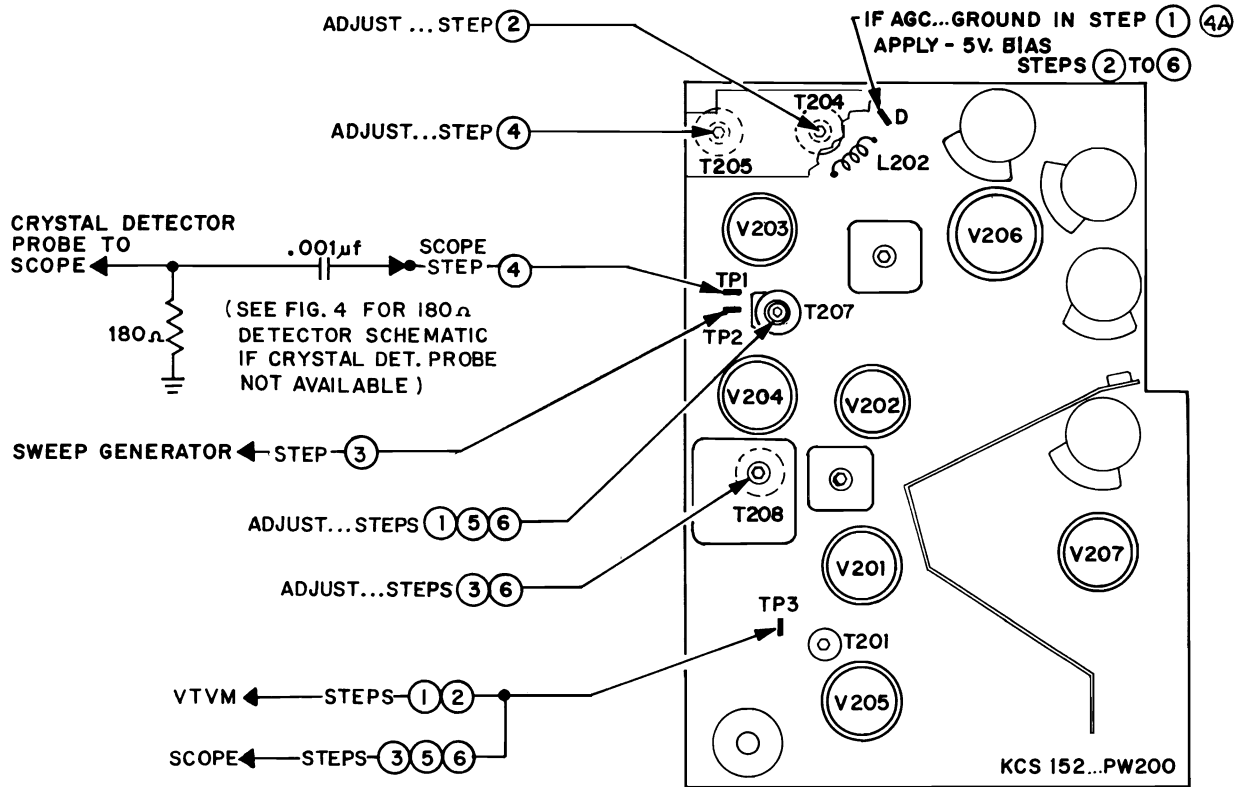 ADJUST ... STEP 2
IF AGC...GROUND IN STEP 1 4A
APPLY - 5V. BIAS
STEPS 2 TO 6
T204
D
ADJUST...STEP 4
T205
L202
CRYSTAL DETECTOR
PROBE TO
SCOPE
.001µf
SCOPE
STEP 4
V203
V206
TP1
180Ω
(SEE FIG. 4 FOR 180Ω
DETECTOR SCHEMATIC
IF CRYSTAL DET. PROBE
NOT AVAILABLE)
TP2
T207
V204
V202
SWEEP GENERATOR STEP 3
ADJUST...STEPS 1 5 6
T208
ADJUST...STEPS 3 6
V201
V207
TP3
T201
VTVM STEPS 1 2
V205
SCOPE STEPS 3 5 6
KCS 152...PW200